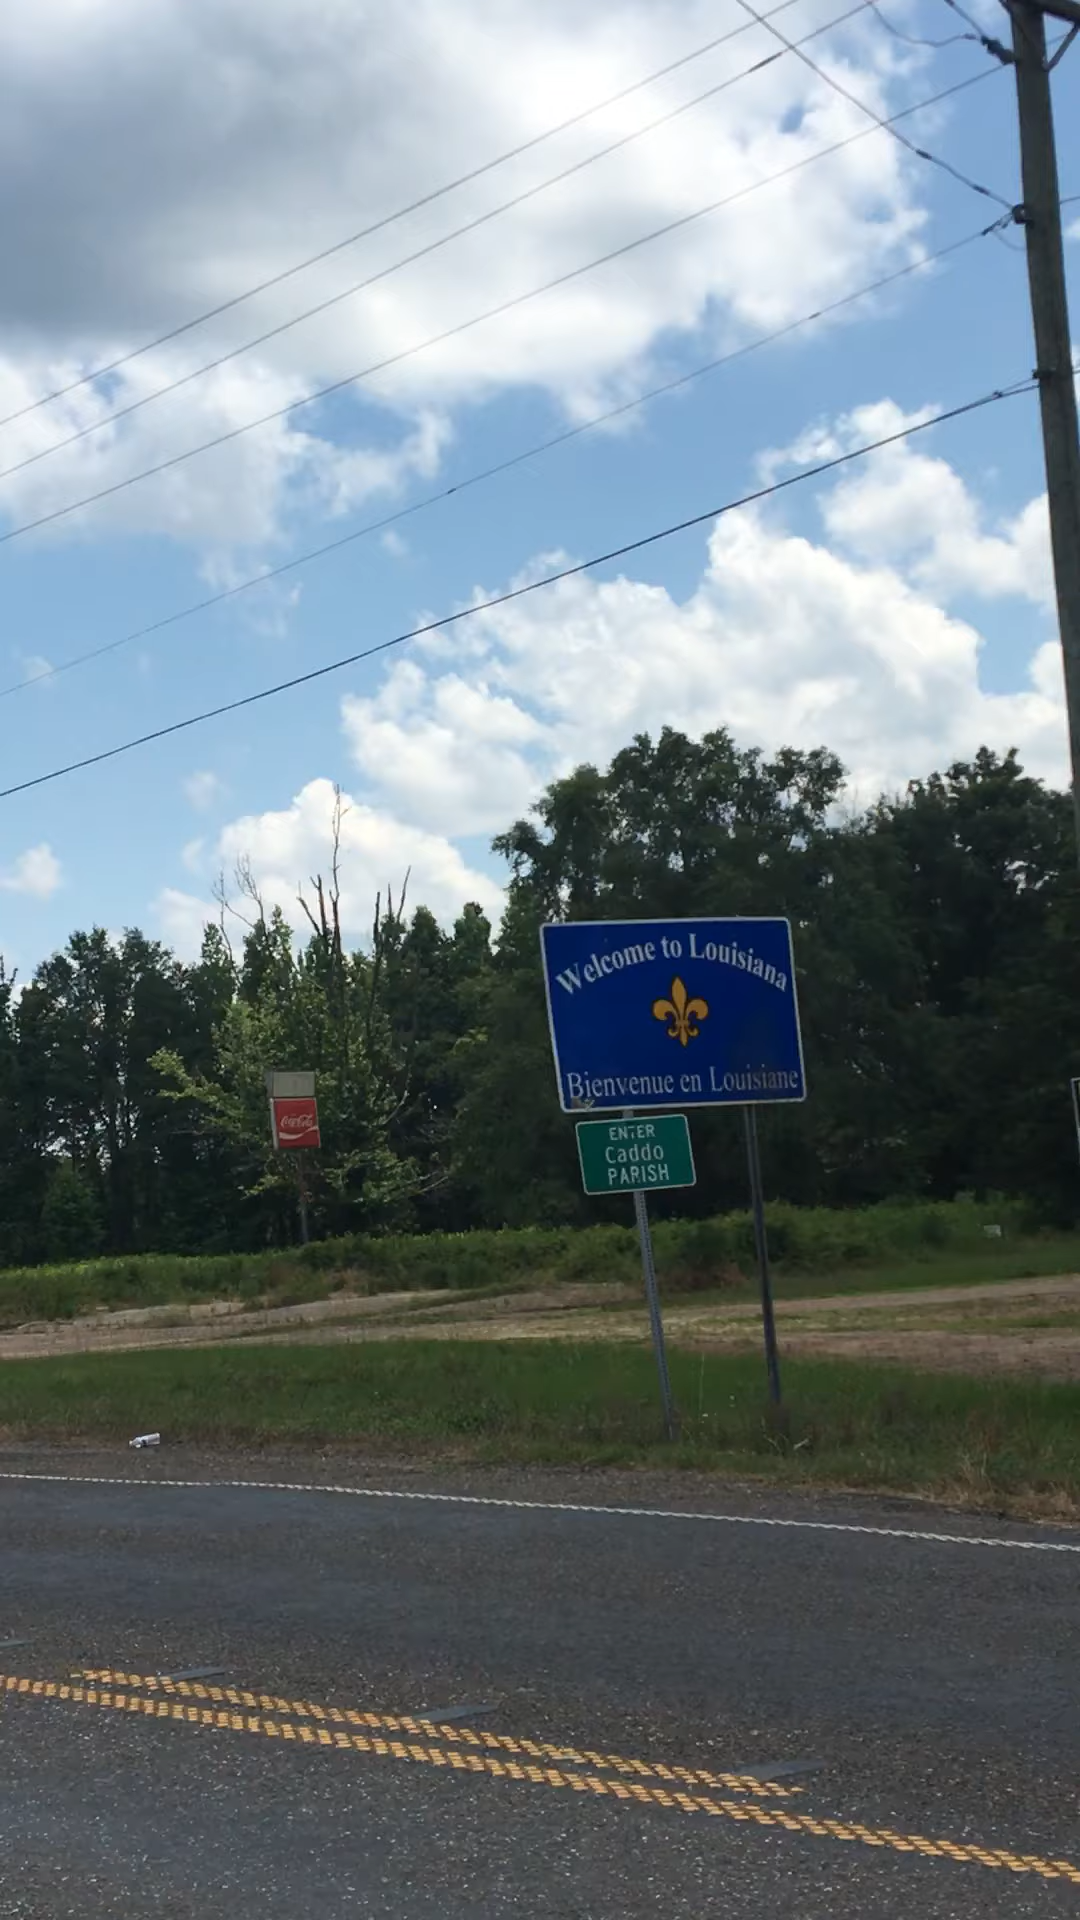 Welcome to Louisiana
Bienvenue en Louisiane
ENTER
Caddo
PARISH
Coca-Cola